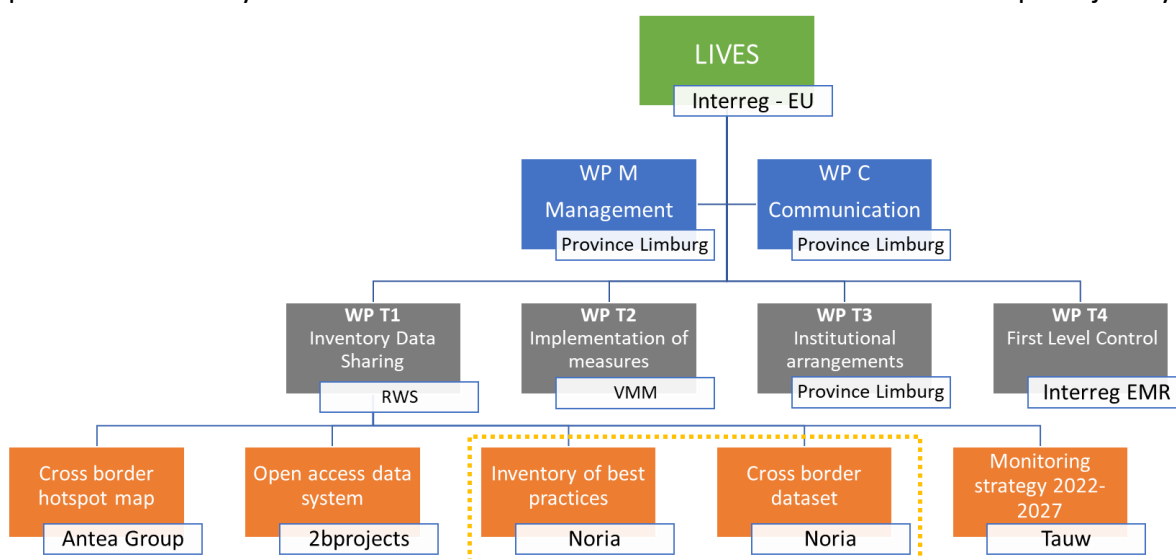 LIVES
Interreg - EU
WP M
Management
Province Limburg
WP C
Communication
Province Limburg
WP T1
Inventory Data
Sharing
RWS
WP T2
Implementation of
measures
VMM
WP T3
Institutional
arrangements
Province Limburg
WP T4
First Level Control
Interreg EMR
Cross border
hotspot map
Antea Group
Open access data
system
2bprojects
Inventory of best
practices
Noria
Cross border
dataset
Noria
Monitoring
strategy 2022-
2027
Tauw